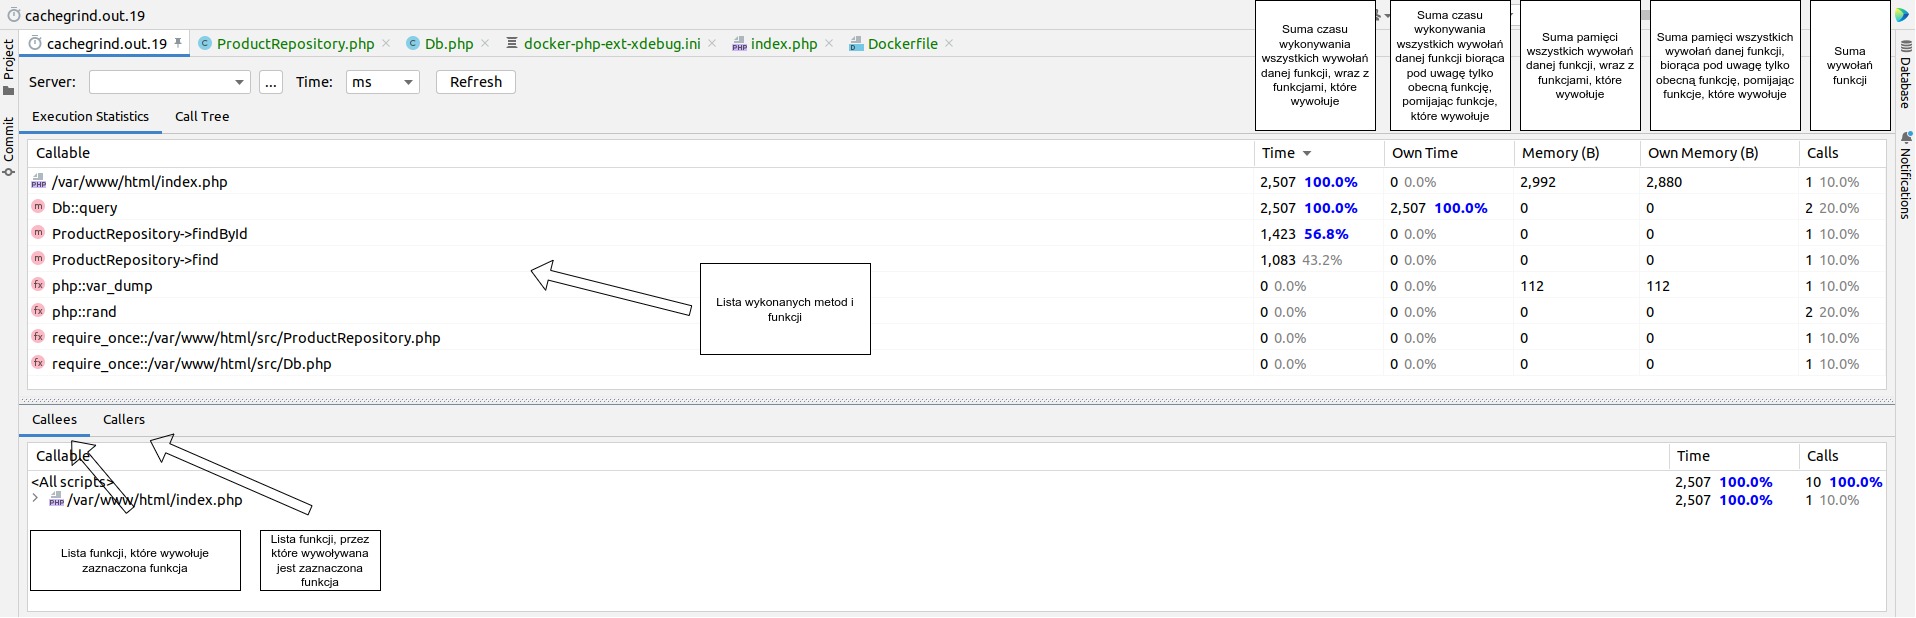 cachegrind.out.19
cachegrind.out.19 ProductRepository.php Db.php docker-php-ext-xdebug.ini index.php Dockerfile
Project
Commit
Server: ... Time: ms Refresh
Execution Statistics Call Tree
Suma czasu
wykonywania
wszystkich wywołań
danej funkcji, wraz z
funkcjami, które
wywołuje
Suma czasu
wykonywania
wszystkich wywołań
danej funkcji biorąca
pod uwagę tylko
obecną funkcję,
pomijając funkcje,
które wywołuje
Suma pamięci
wszystkich wywołań
danej funkcji, wraz z
funkcjami, które
wywołuje
Suma pamięci wszystkich
wywołań danej funkcji,
biorąca pod uwagę tylko
obecną funkcję, pomijając
funkcje, które wywołuje
Suma
wywołań
funkcji
Database
Notifications
Callable Time Own Time Memory (B) Own Memory (B) Calls
PHP /var/www/html/index.php 2,507 100.0% 0 0.0% 2,992 2,880 1 10.0%
m Db::query 2,507 100.0% 2,507 100.0% 0 0 2 20.0%
m ProductRepository->findById 1,423 56.8% 0 0.0% 0 0 1 10.0%
m ProductRepository->find 1,083 43.2% 0 0.0% 0 0 1 10.0%
fx php::var_dump 0 0.0% 0 0.0% 112 112 1 10.0%
fx php::rand 0 0.0% 0 0.0% 0 0 2 20.0%
fx require_once::/var/www/html/src/ProductRepository.php 0 0.0% 0 0.0% 0 0 1 10.0%
fx require_once::/var/www/html/src/Db.php 0 0.0% 0 0.0% 0 0 1 10.0%
Lista wykonanych metod i
funkcji
Callees Callers
Callable Time Calls
<All scripts> 2,507 100.0% 10 100.0%
PHP /var/www/html/index.php 2,507 100.0% 1 10.0%
Lista funkcji, które wywołuje
zaznaczona funkcja
Lista funkcji, przez
które wywoływana
jest zaznaczona
funkcja